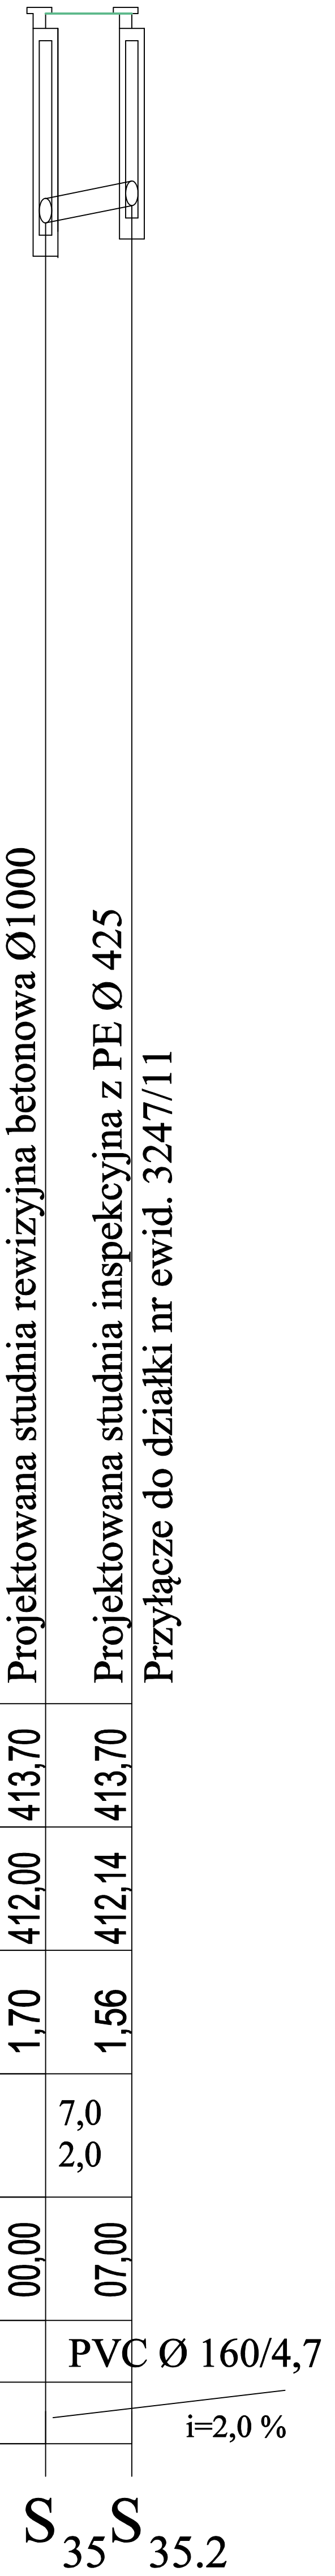 Projektowana studnia rewizyjna betonowa Ø1000
Projektowana studnia inspekcyjna z PE Ø 425
Przyłącze do działki nr ewid. 3247/11
413,70 413,70
412,00 412,14
1,70 1,56
7,0
2,0
00,00 07,00
PVC Ø 160/4,7
i=2,0 %
S35 S35.2